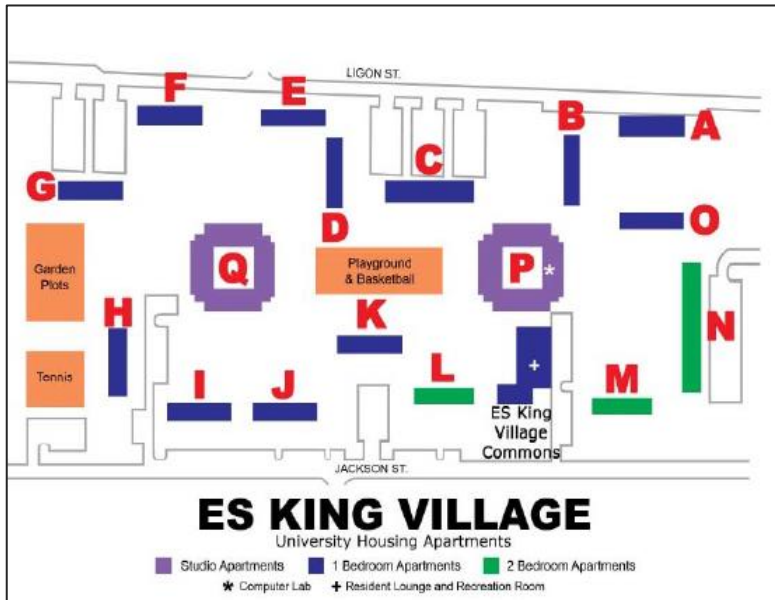 LIGON ST.
F
E
B
A
C
G
D
O
Garden
Plots
Q
Playground
& Basketball
P
*
H
K
N
Tennis
I
J
L
+
M
ES King
Village
Commons
JACKSON ST.
ES KING VILLAGE
University Housing Apartments
Studio Apartments
1 Bedroom Apartments
2 Bedroom Apartments
* Computer Lab
+ Resident Lounge and Recreation Room